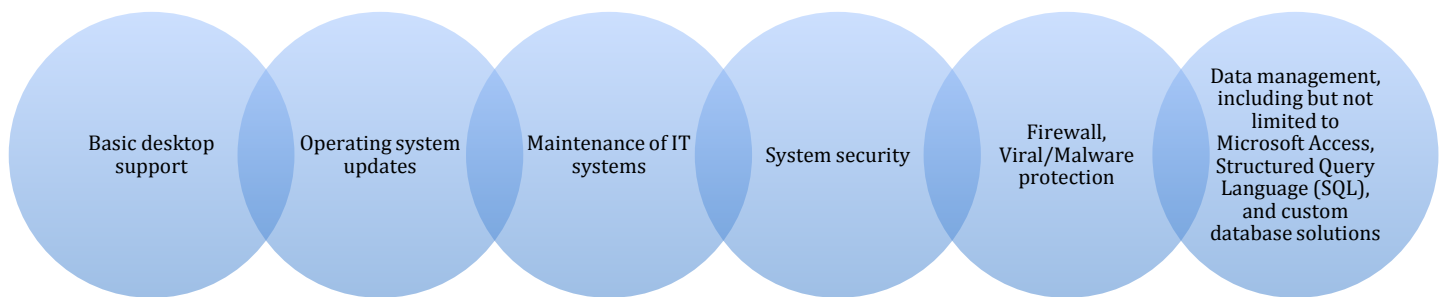 Basic desktop
support
Operating system
updates
Maintenance of IT
systems
System security
Firewall,
Viral/Malware
protection
Data management,
including but not
limited to
Microsoft Access,
Structured Query
Language (SQL),
and custom
database solutions